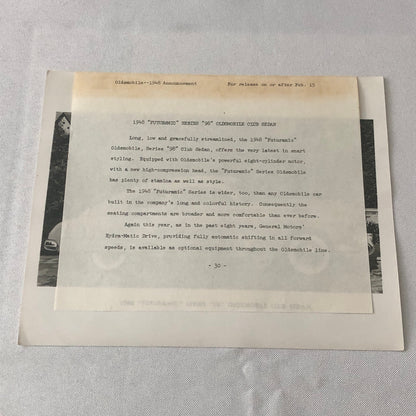 Oldsmobile--1948 Announcement For release on or after Feb. 15
1948 "FUTURAMIC" SERIES "98" OLDSMOBILE CLUB SEDAN
Long, low and gracefully streamlined, the 1948 "Futuramic"
Oldsmobile, Series "98" Club Sedan, offers the very latest in smart
styling. Equipped with Oldsmobile's powerful eight-cylinder motor,
with a new high-compression head, the "Futuramic" Series Oldsmobile
has plenty of stamina as well as style.
The 1948 "Futuramic" Series is wider, too, than any Oldsmobile car
built in the company's long and colorful history. Consequently the
seating compartments are broader and more comfortable than ever before.
Again this year, as in the past eight years, General Motors'
Hydra-Matic Drive, providing fully automatic shifting in all forward
speeds, is available as optional equipment throughout the Oldsmobile line.
- 30 -